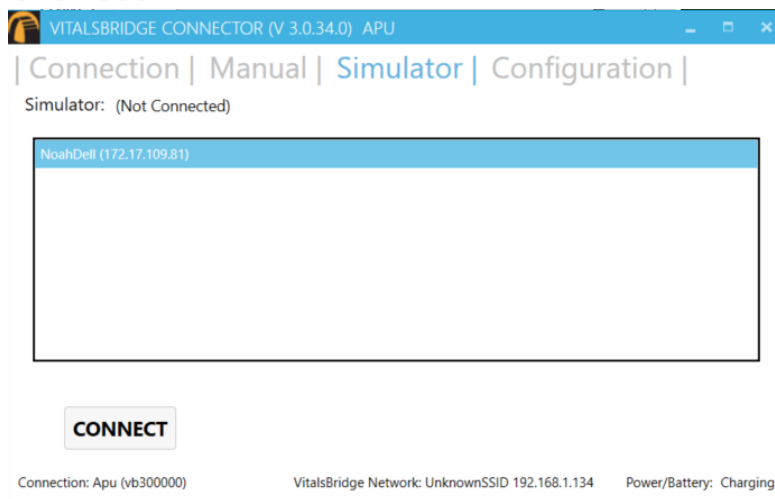 VITALSBRIDGE CONNECTOR (V 3.0.34.0) APU
| Connection | Manual | Simulator | Configuration |
Simulator: (Not Connected)
NoahDell (172.17.109.81)
CONNECT
Connection: Apu (vb300000) VitalsBridge Network: UnknownSSID 192.168.1.134 Power/Battery: Charging